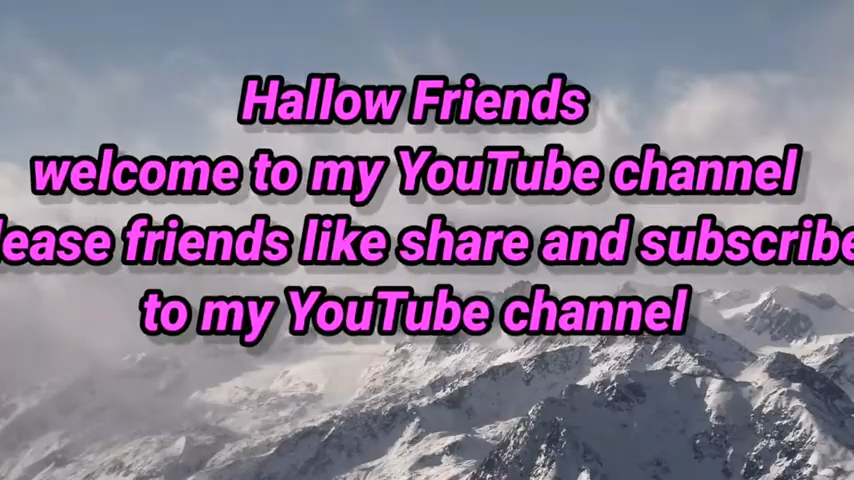 Hallow Friends
welcome to my YouTube channel
lease friends like share and subscribe
to my YouTube channel